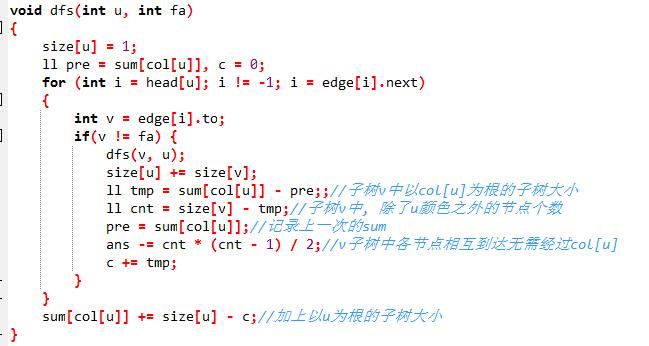 void dfs(int u, int fa)
{
size[u] = 1;
ll pre = sum[col[u]], c = 0;
for (int i = head[u]; i != -1; i = edge[i].next)
{
int v = edge[i].to;
if(v != fa) {
dfs(v, u);
size[u] += size[v];
ll tmp = sum[col[u]] - pre;;//子树v中以col[u]为根的子树大小
ll cnt = size[v] - tmp;//子树v中, 除了u颜色之外的节点个数
pre = sum[col[u]];//记录上一次的sum
ans -= cnt * (cnt - 1) / 2;//v子树中各节点相互到达无需经过col[u]
c += tmp;
}
}
sum[col[u]] += size[u] - c;//加上以u为根的子树大小
}